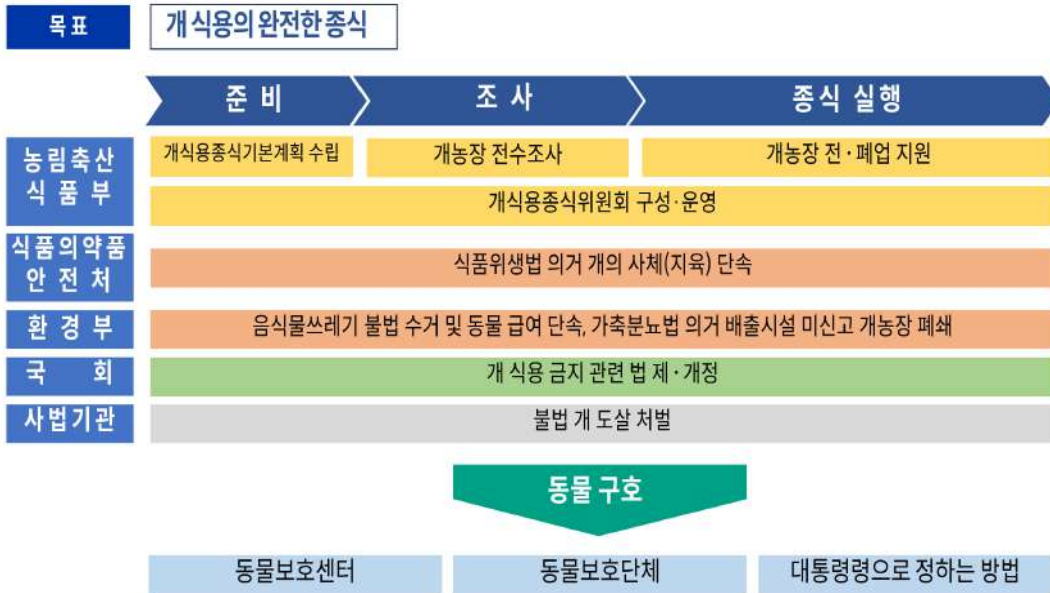 목표
개 식용의 완전한 종식
준 비
조 사
종식 실행
농림축산
식 품 부
개식용종식기본계획 수립
개농장 전수조사
개농장 전·폐업 지원
개식용종식위원회 구성·운영
식품의약품
안 전 처
식품위생법 의거 개의 사체(지육) 단속
환 경 부
음식물쓰레기 불법 수거 및 동물 급여 단속, 가축분뇨법 의거 배출시설 미신고 개농장 폐쇄
국 회
개 식용 금지 관련 법 제·개정
사법기관
불법 개 도살 처벌
동물 구호
동물보호센터
동물보호단체
대통령령으로 정하는 방법